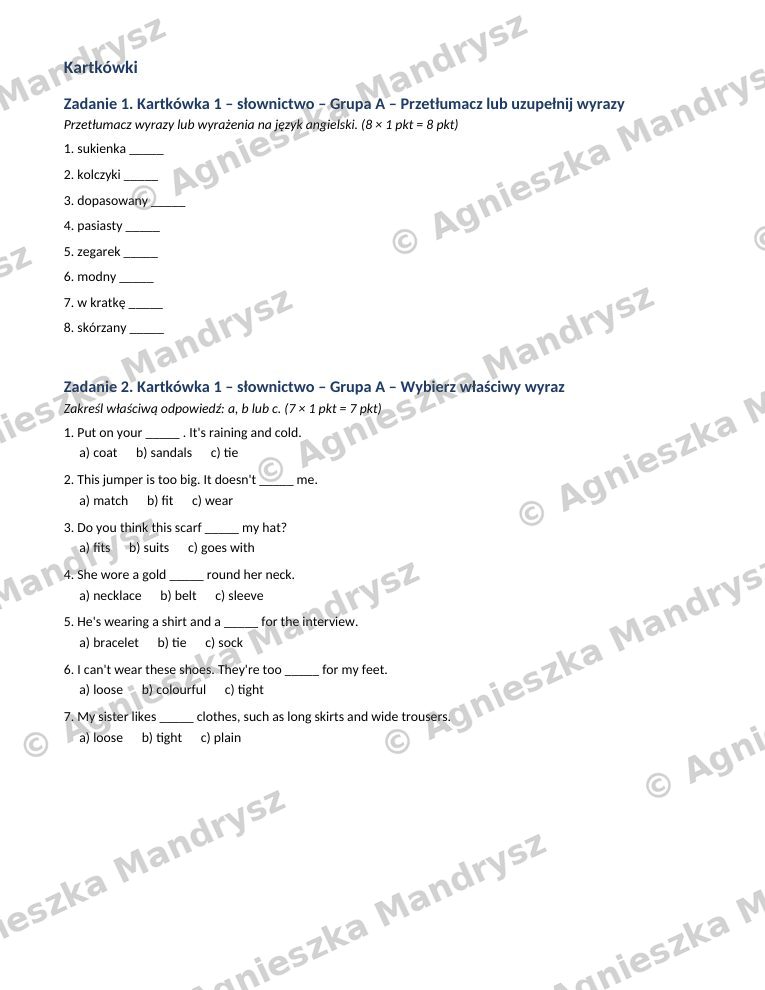 Kartkówki
Zadanie 1. Kartkówka 1 – słownictwo – Grupa A – Przetłumacz lub uzupełnij wyrazy
Przetłumacz wyrazy lub wyrażenia na język angielski. (8 × 1 pkt = 8 pkt)
1. sukienka _____
2. kolczyki _____
3. dopasowany _____
4. pasiasty _____
5. zegarek _____
6. modny _____
7. w kratkę _____
8. skórzany _____
Zadanie 2. Kartkówka 1 – słownictwo – Grupa A – Wybierz właściwy wyraz
Zakreśl właściwą odpowiedź: a, b lub c. (7 × 1 pkt = 7 pkt)
1. Put on your _____ . It's raining and cold.
a) coat b) sandals c) tie
2. This jumper is too big. It doesn't _____ me.
a) match b) fit c) wear
3. Do you think this scarf _____ my hat?
a) fits b) suits c) goes with
4. She wore a gold _____ round her neck.
a) necklace b) belt c) sleeve
5. He's wearing a shirt and a _____ for the interview.
a) bracelet b) tie c) sock
6. I can't wear these shoes. They're too _____ for my feet.
a) loose b) colourful c) tight
7. My sister likes _____ clothes, such as long skirts and wide trousers.
a) loose b) tight c) plain
© Agnieszka Mandrysz